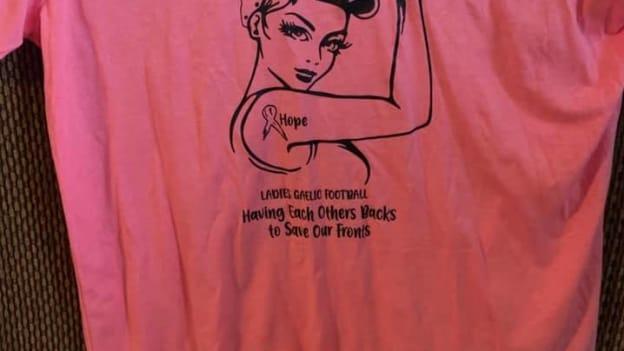 Hope
LADIES GAELIC FOOTBALL
Having Each Others Backs
to Save Our Fronts